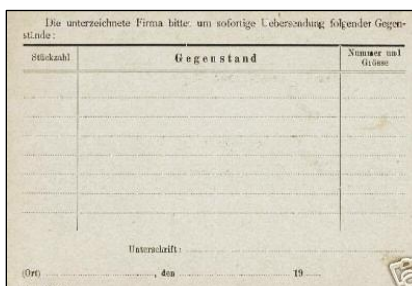 Die unterzeichnete Firma bittet um sofortige Uebersendung folgender Gegen-
stände:
Stückzahl
Gegenstand
Nummer und
Grösse
Unterschrift:
(Ort) , den 19